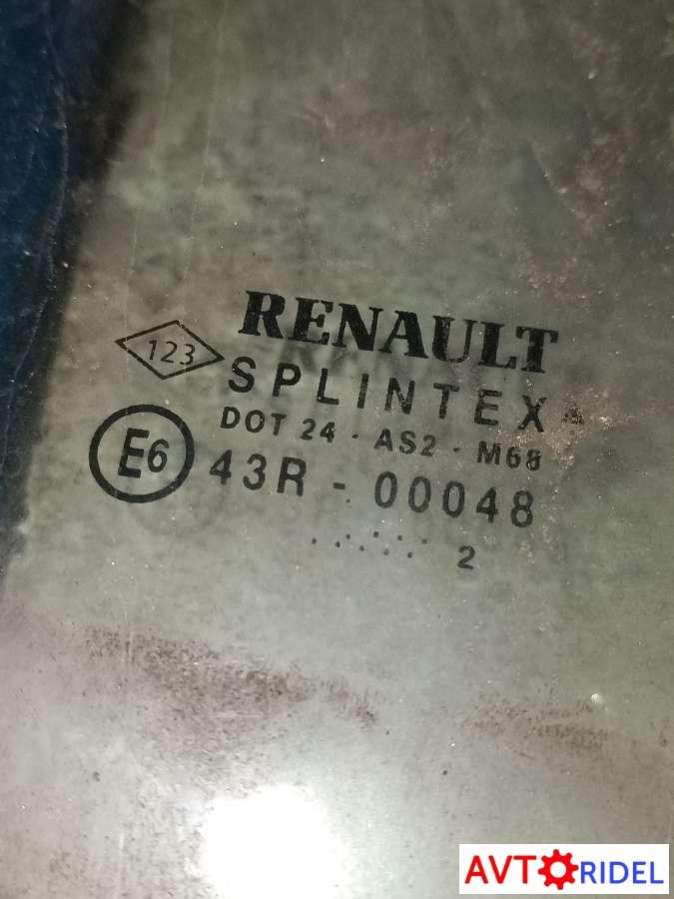 RENAULT
123
SPLINTEX
DOT 24 - AS2 - M68
E6
43R - 00048
2
AVTORIDEL